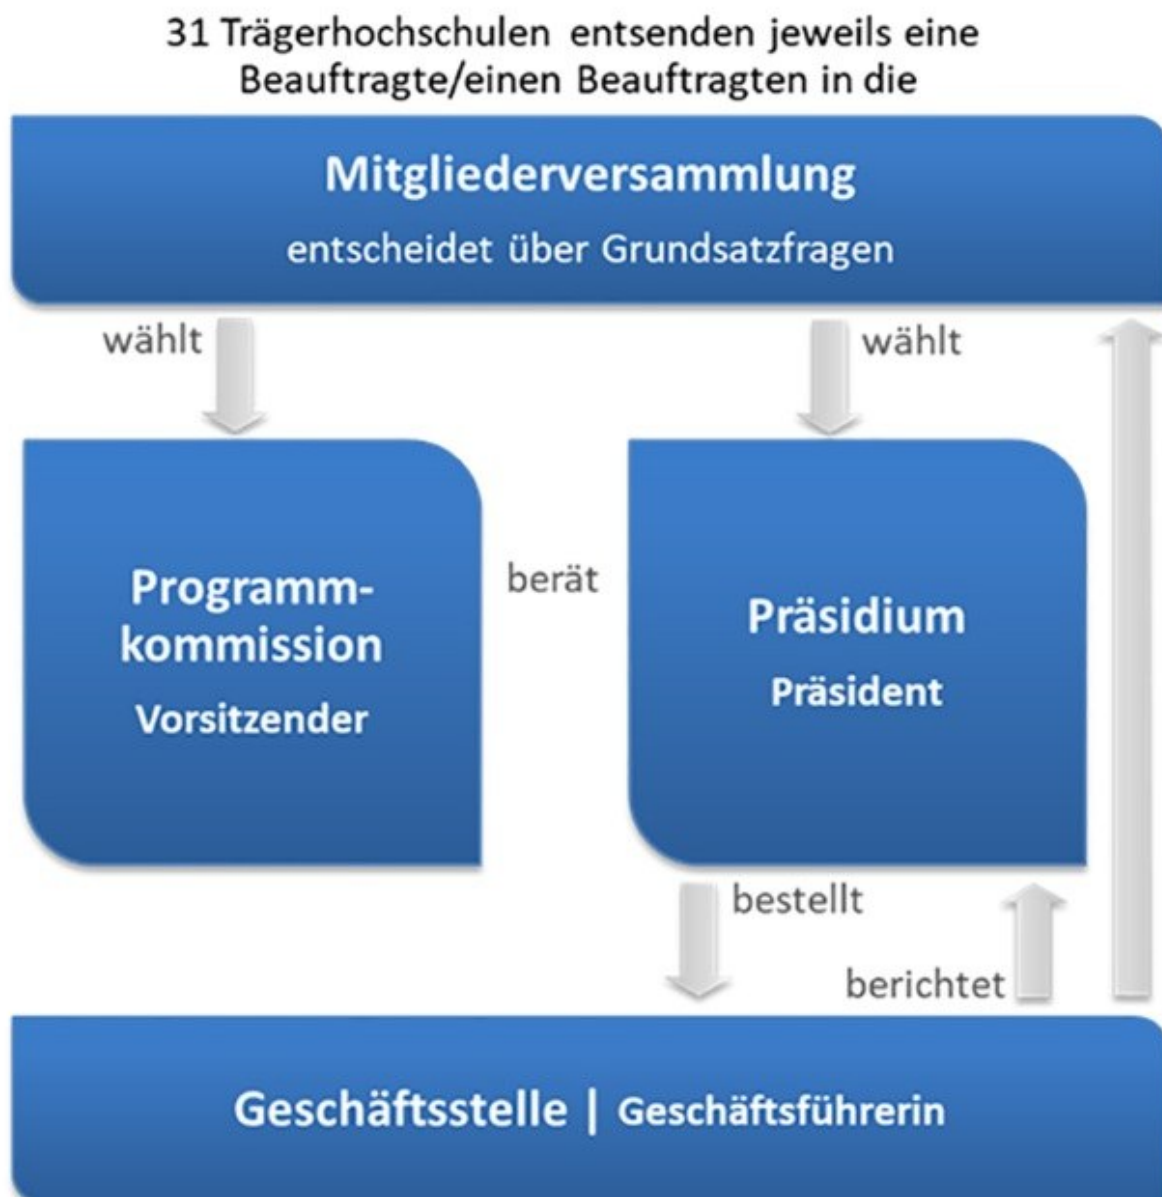 31 Trägerhochschulen entsenden jeweils eine
Beauftragte/einen Beauftragten in die
Mitgliederversammlung
entscheidet über Grundsatzfragen
wählt
wählt
Programm-
kommission
Vorsitzender
berät
Präsidium
Präsident
bestellt
berichtet
Geschäftsstelle | Geschäftsführerin